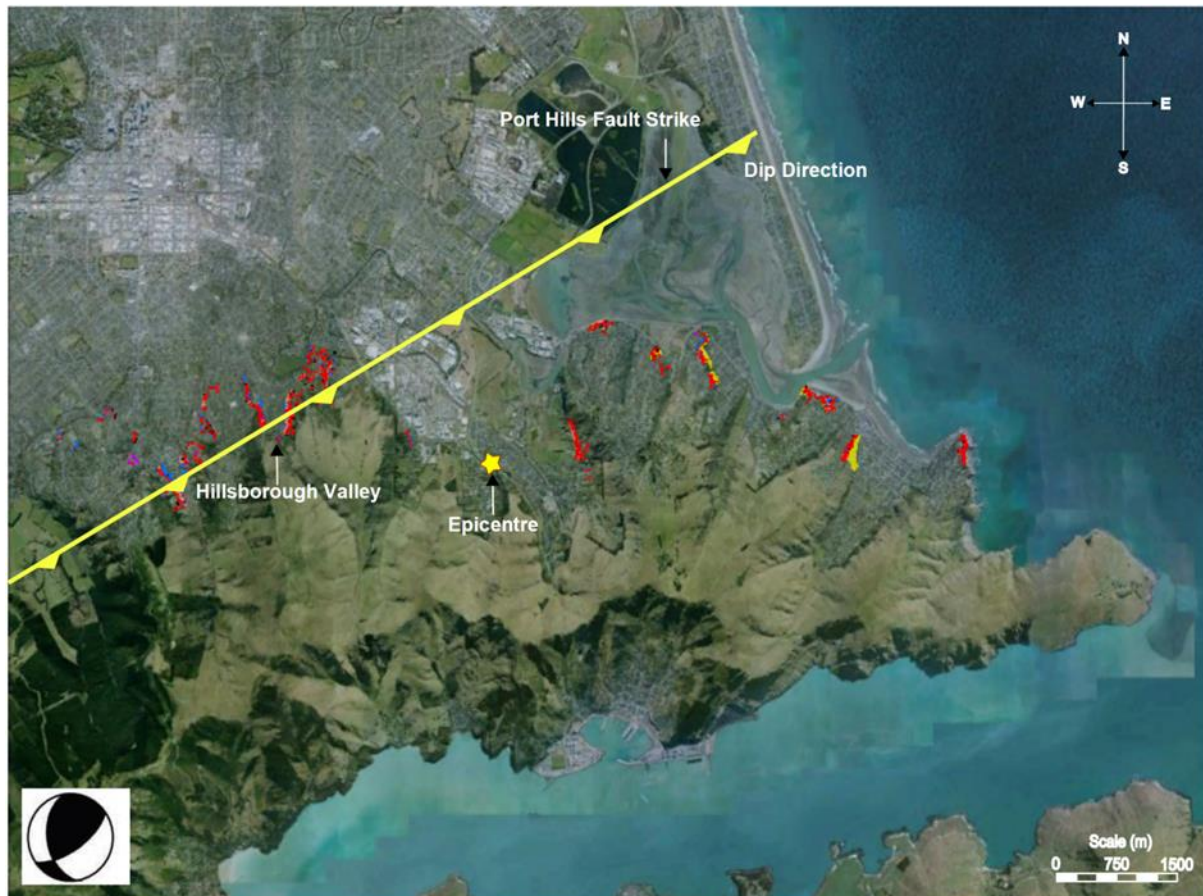 N
W E
S
Port Hills Fault Strike
Dip Direction
Hillsborough Valley
Epicentre
Scale (m)
0 750 1500